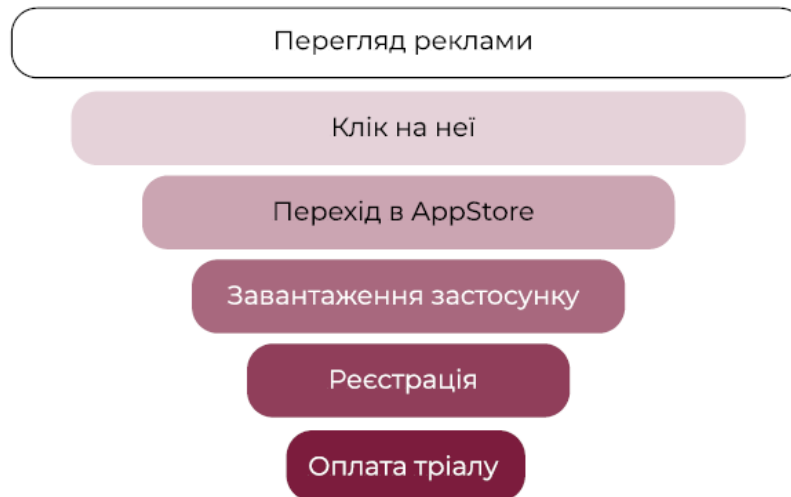 Перегляд реклами
Клік на неї
Перехід в AppStore
Завантаження застосунку
Реєстрація
Оплата тріалу